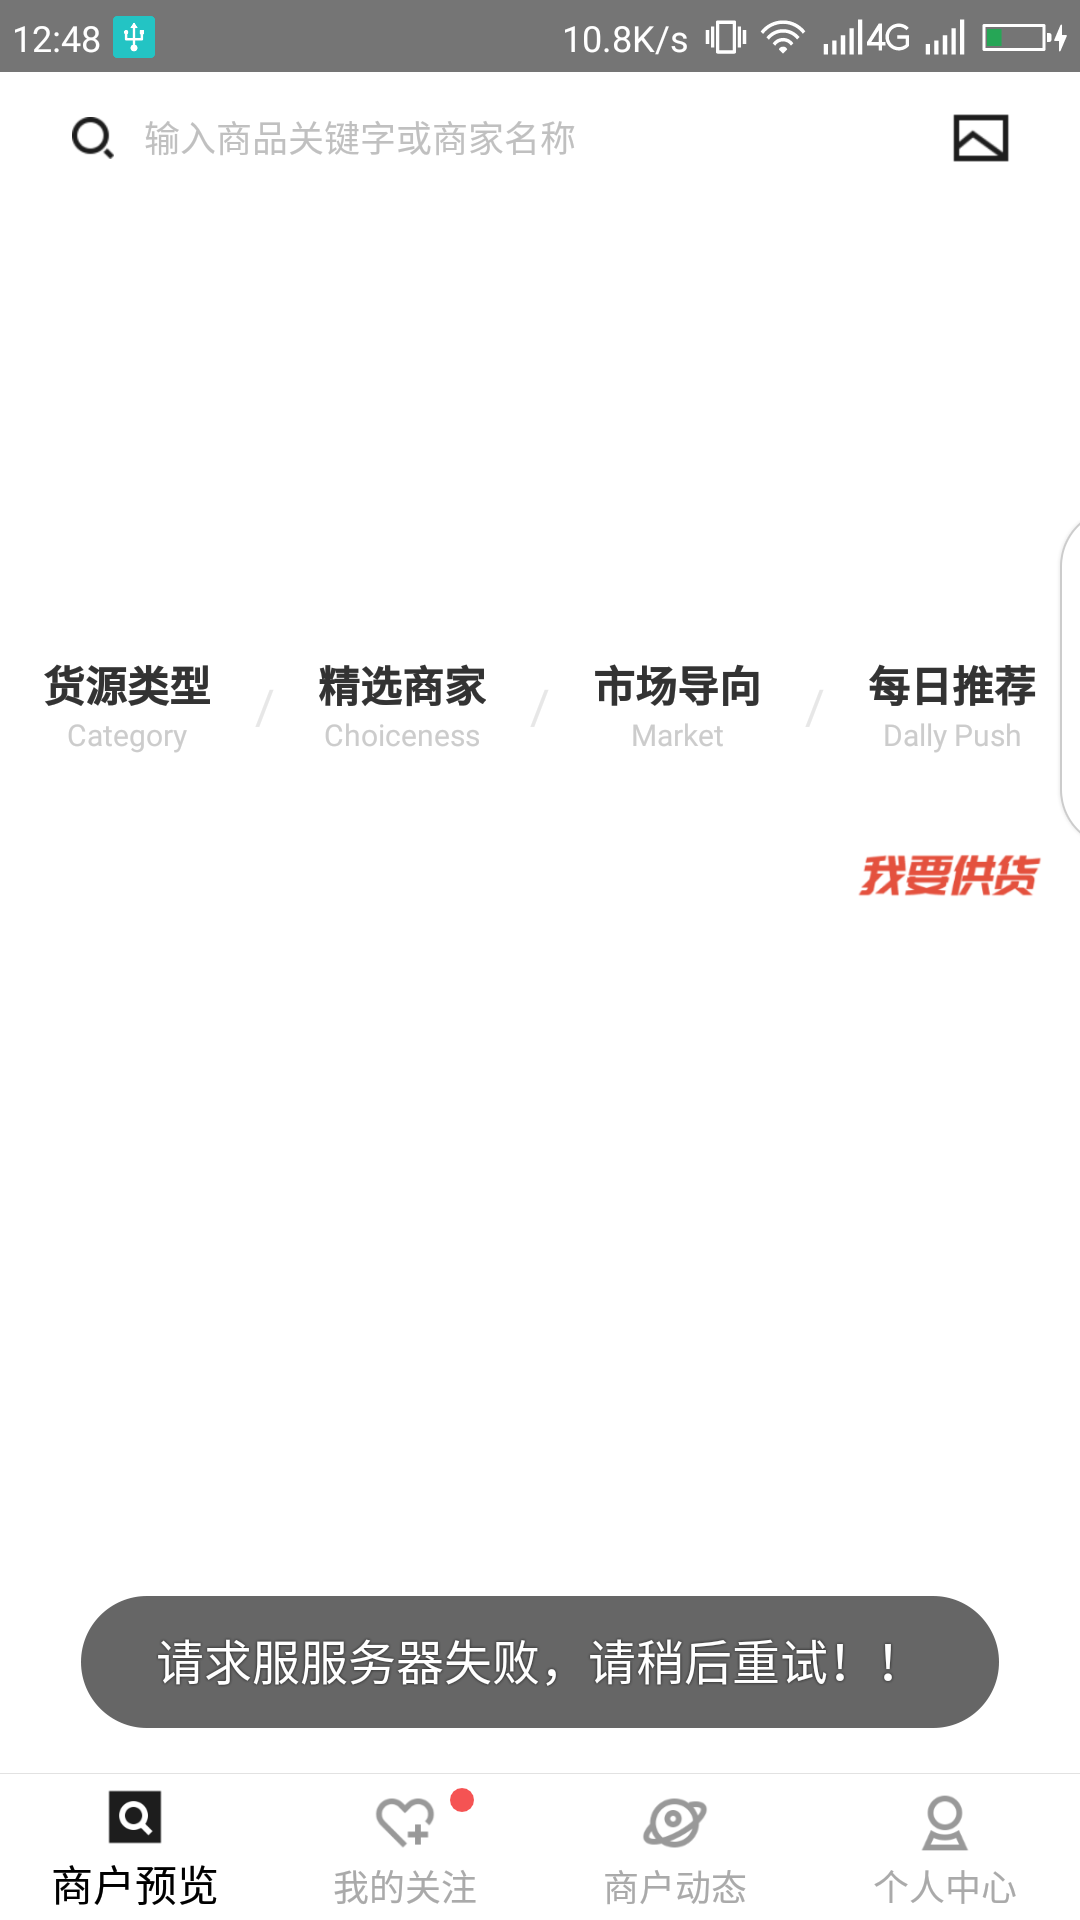 12:48 10.8K/s 4G
输入商品关键字或商家名称
货源类型 / 精选商家 / 市场导向 / 每日推荐
Category Choiceness Market Dally Push
我要供货
请求服服务器失败，请稍后重试！！
商户预览 我的关注 商户动态 个人中心